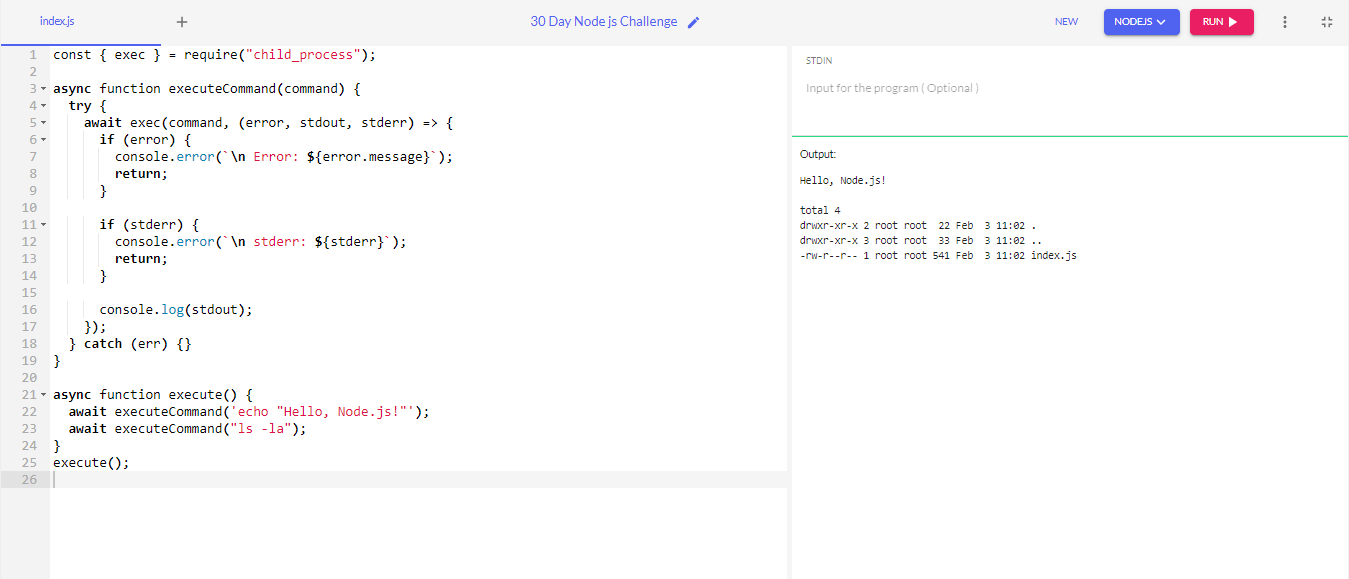 index.js + 30 Day Node js Challenge NEW NODEJS RUN
1 const { exec } = require("child_process");
2
3 async function executeCommand(command) {
4   try {
5     await exec(command, (error, stdout, stderr) => {
6       if (error) {
7         console.error(`\n Error: ${error.message}`);
8         return;
9       }
10
11       if (stderr) {
12         console.error(`\n stderr: ${stderr}`);
13         return;
14       }
15
16       console.log(stdout);
17     });
18   } catch (err) {}
19 }
20
21 async function execute() {
22   await executeCommand('echo "Hello, Node.js!"');
23   await executeCommand("ls -la");
24 }
25 execute();
26
STDIN
Input for the program ( Optional )
Output:
Hello, Node.js!
total 4
drwxr-xr-x 2 root root  22 Feb  3 11:02 .
drwxr-xr-x 3 root root  33 Feb  3 11:02 ..
-rw-r--r-- 1 root root 541 Feb  3 11:02 index.js